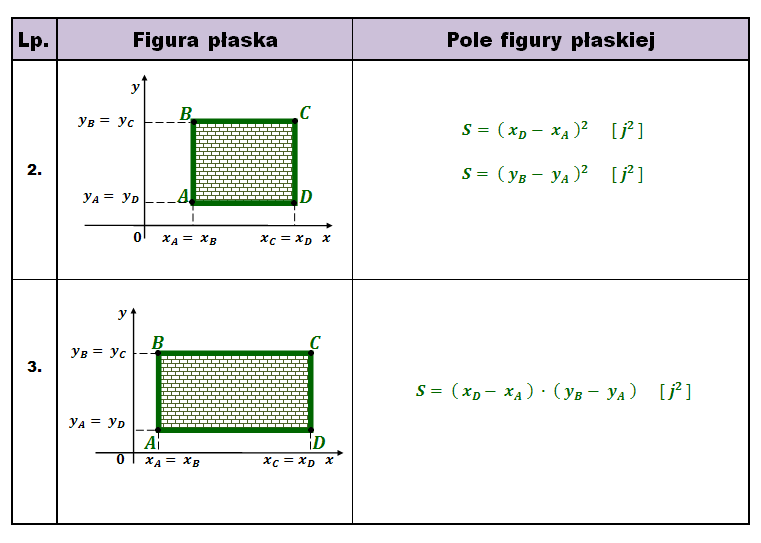 Lp. Figura płaska Pole figury płaskiej
2.
y
B C
y_B = y_C
y_A = y_D
A D
0 x_A = x_B x_C = x_D x
S = ( x_D − x_A )² [ j² ]
S = ( y_B − y_A )² [ j² ]
3.
y
B C
y_B = y_C
y_A = y_D
A D
0 x_A = x_B x_C = x_D x
S = ( x_D − x_A ) · ( y_B − y_A ) [ j² ]